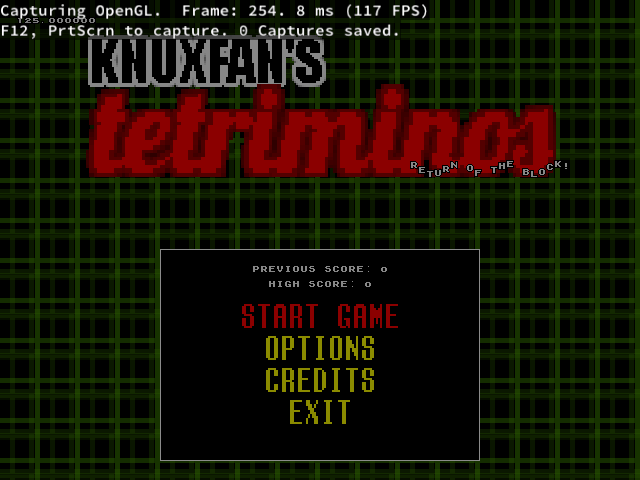 Capturing OpenGL.  Frame: 254. 8 ms (117 FPS)
125.000000
F12, PrtScrn to capture. 0 Captures saved.
KNUXFAN'S
tetriminos
RETURN OF THE BLOCK!
PREVIOUS SCORE: 0
HIGH SCORE: 0
START GAME
OPTIONS
CREDITS
EXIT